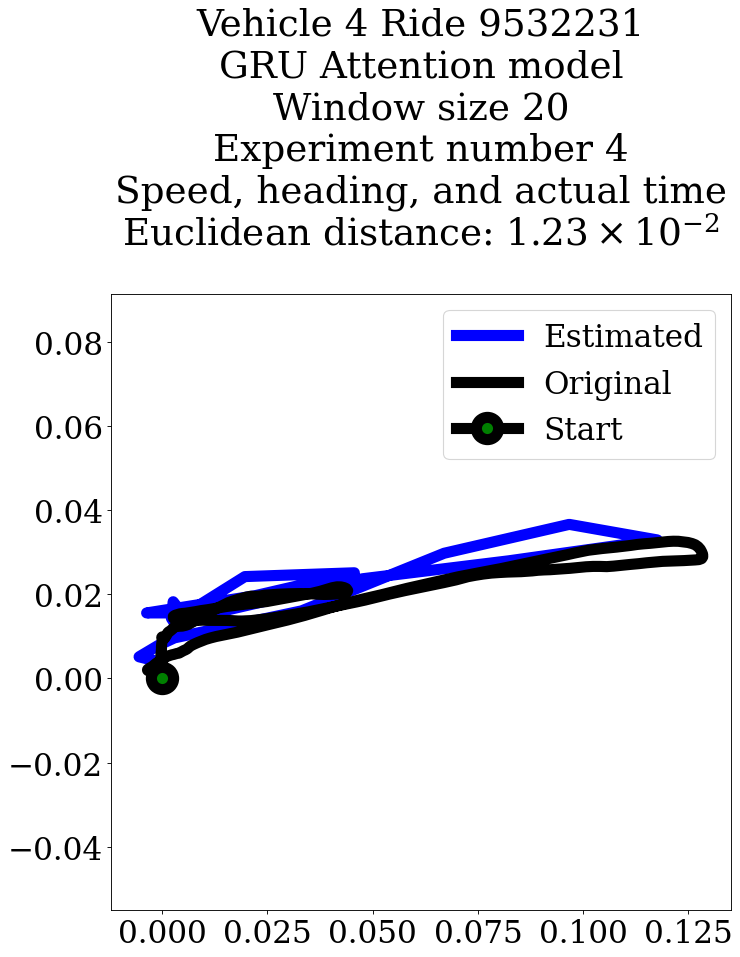 Vehicle 4 Ride 9532231
GRU Attention model
Window size 20
Experiment number 4
Speed, heading, and actual time
Euclidean distance: 1.23 × 10⁻²
Estimated
Original
Start
0.08
0.06
0.04
0.02
0.00
−0.02
−0.04
0.000 0.025 0.050 0.075 0.100 0.125